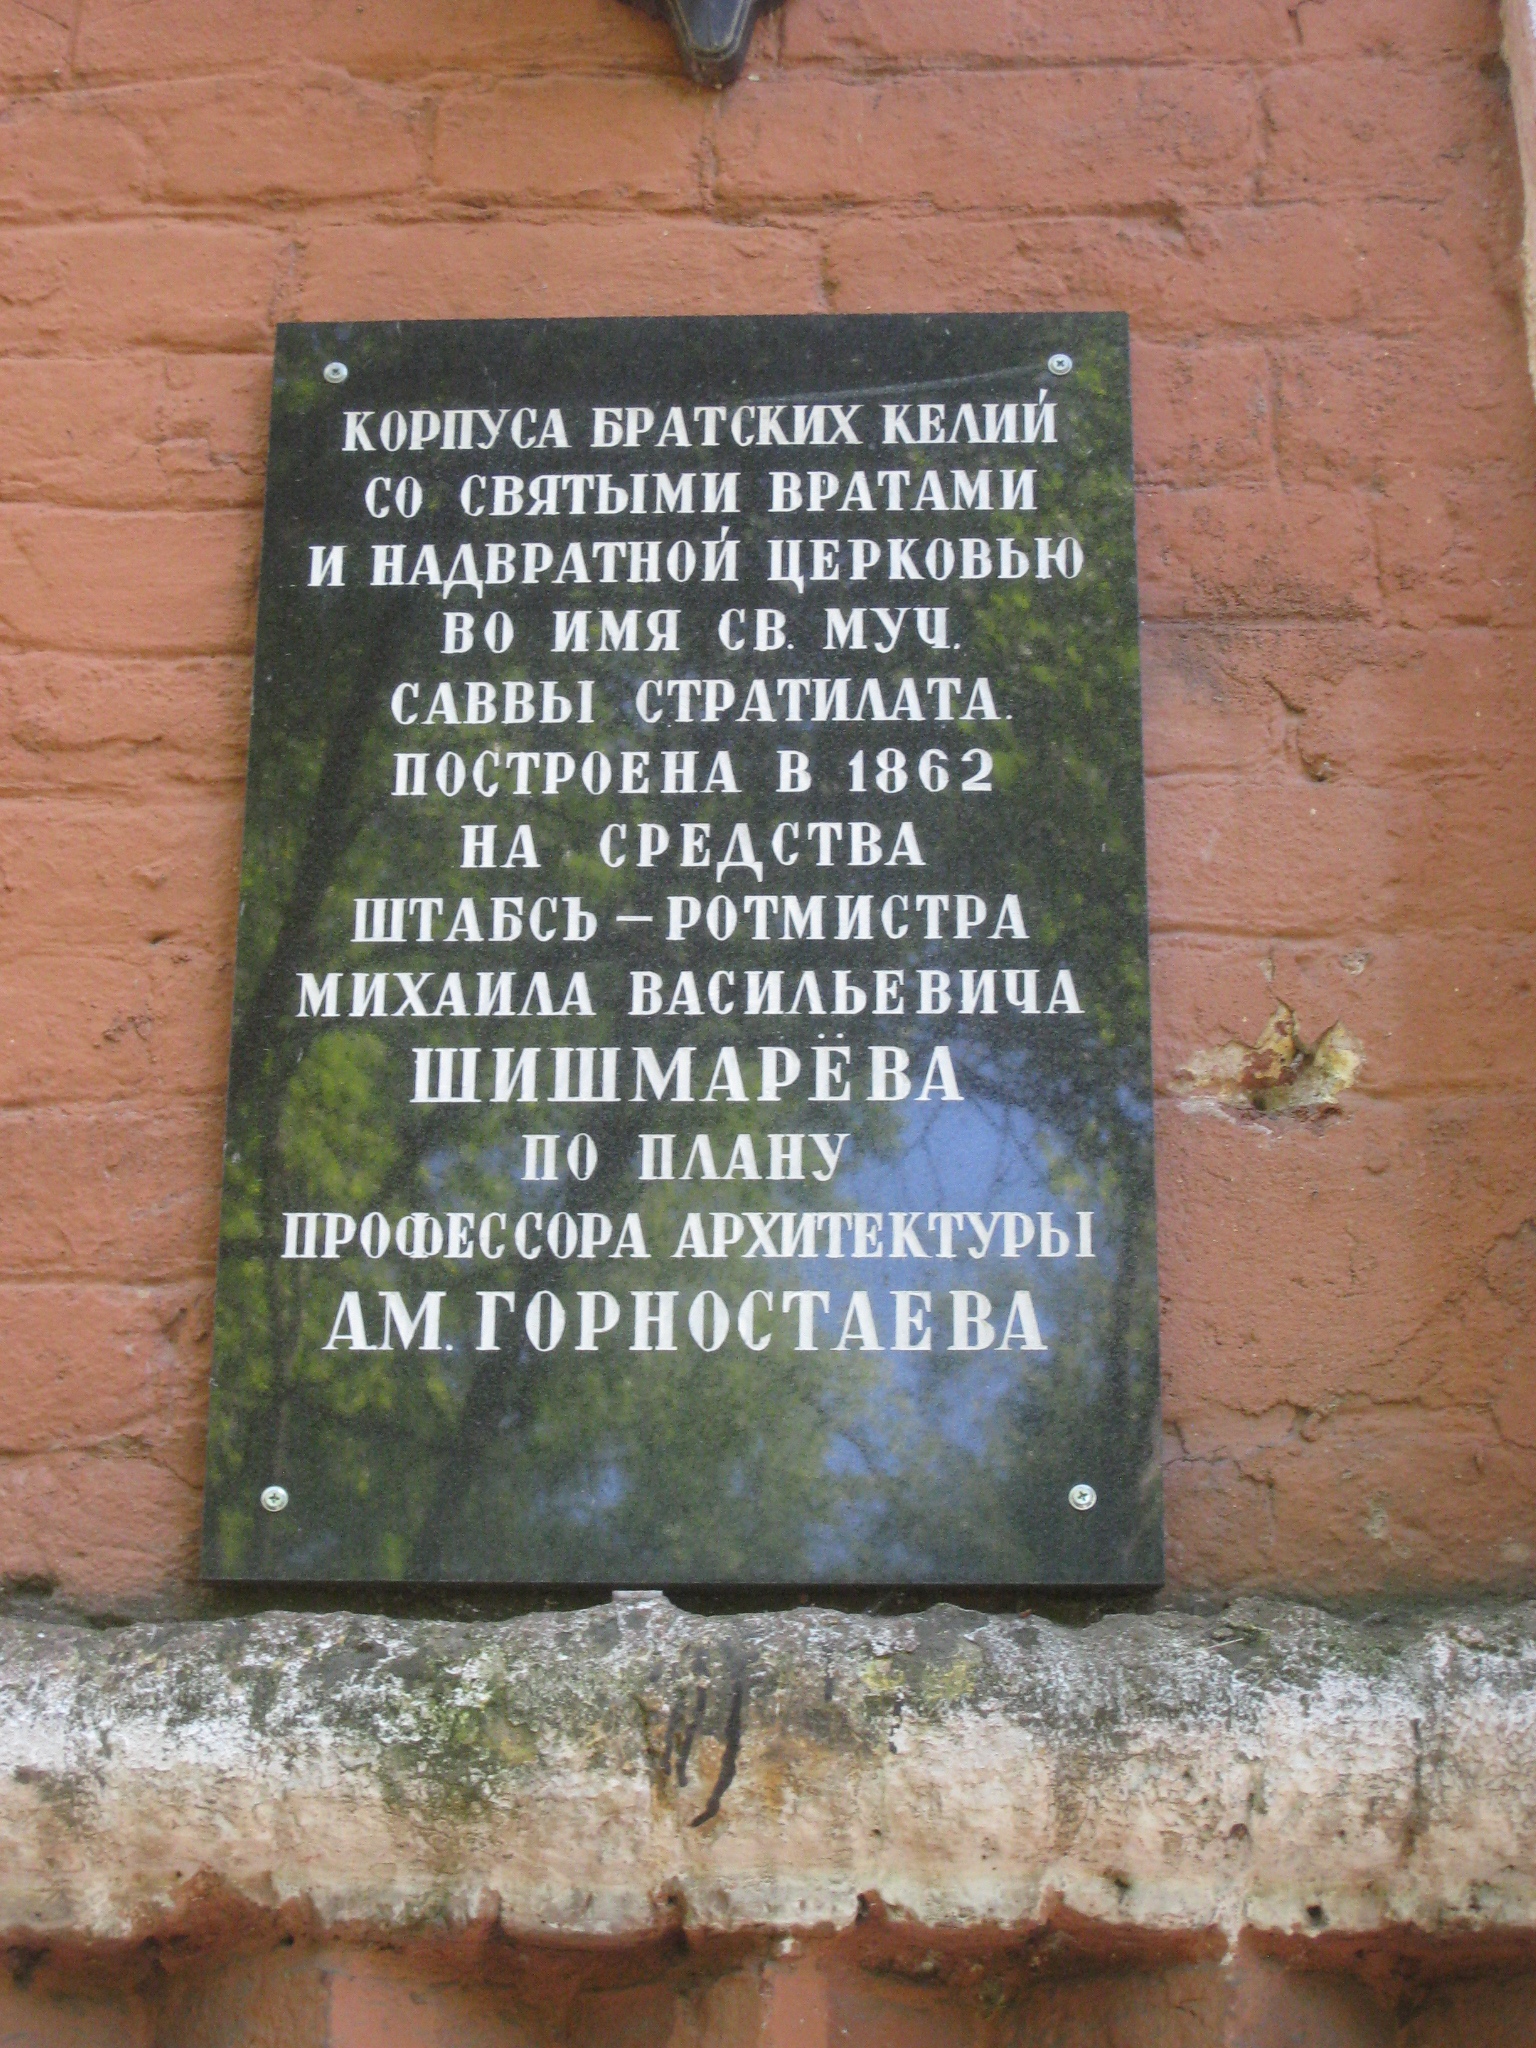 КОРПУСА БРАТСКИХ КЕЛИЙ
СО СВЯТЫМИ ВРАТАМИ
И НАДВРАТНОЙ ЦЕРКОВЬЮ
ВО ИМЯ СВ. МУЧ.
САВВЫ СТРАТИЛАТА.
ПОСТРОЕНА В 1862
НА СРЕДСТВА
ШТАБСЪ – РОТМИСТРА
МИХАИЛА ВАСИЛЬЕВИЧА
ШИШМАРЁВА
ПО ПЛАНУ
ПРОФЕССОРА АРХИТЕКТУРЫ
А.М. ГОРНОСТАЕВА